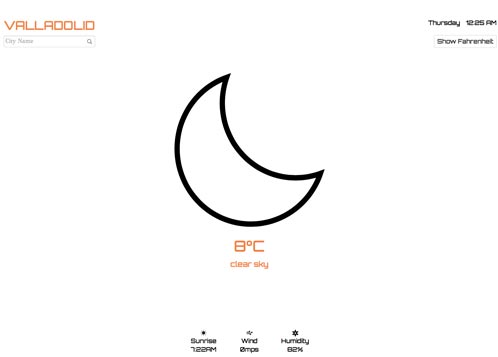 VALLADOLID
City Name
Thursday 12:25 AM
Show Fahrenheit
8°C
clear sky
Sunrise
7:22AM
Wind
0mps
Humidity
82%